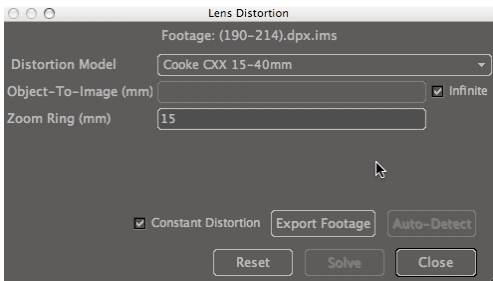 Lens Distortion
Footage: (190-214).dpx.ims
Distortion Model Cooke CXX 15-40mm
Object-To-Image (mm) Infinite
Zoom Ring (mm) 15
Constant Distortion Export Footage Auto-Detect
Reset Solve Close